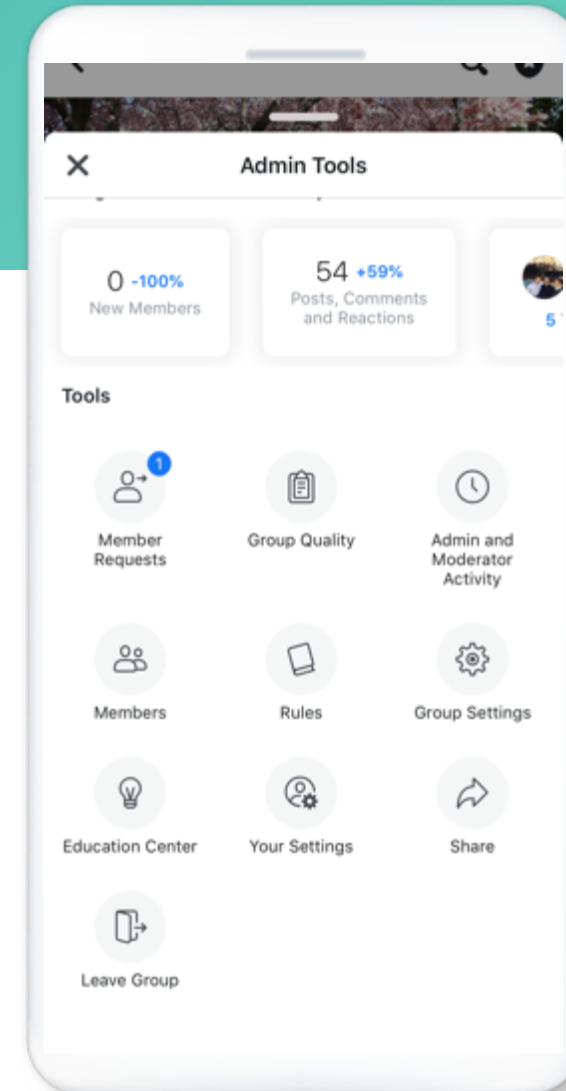 Admin Tools
0 -100%
New Members
54 +59%
Posts, Comments
and Reactions
5
Tools
1
Member
Requests
Group Quality
Admin and
Moderator
Activity
Members
Rules
Group Settings
Education Center
Your Settings
Share
Leave Group